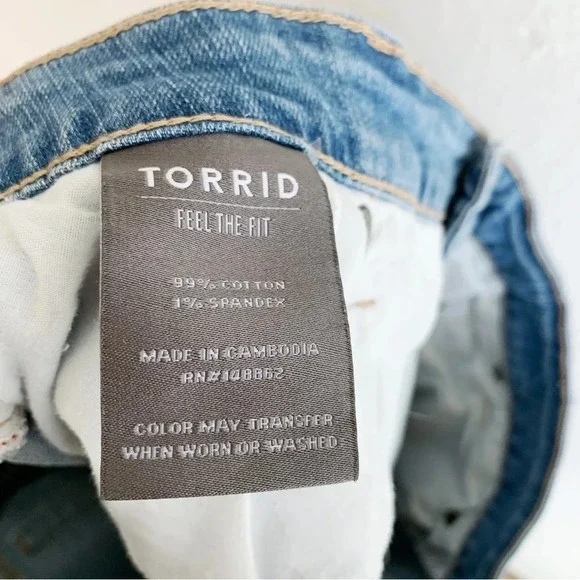 TORRID
FEEL THE FIT
99% COTTON
1% SPANDEX
MADE IN CAMBODIA
RN#148862
COLOR MAY TRANSFER
WHEN WORN OR WASHED